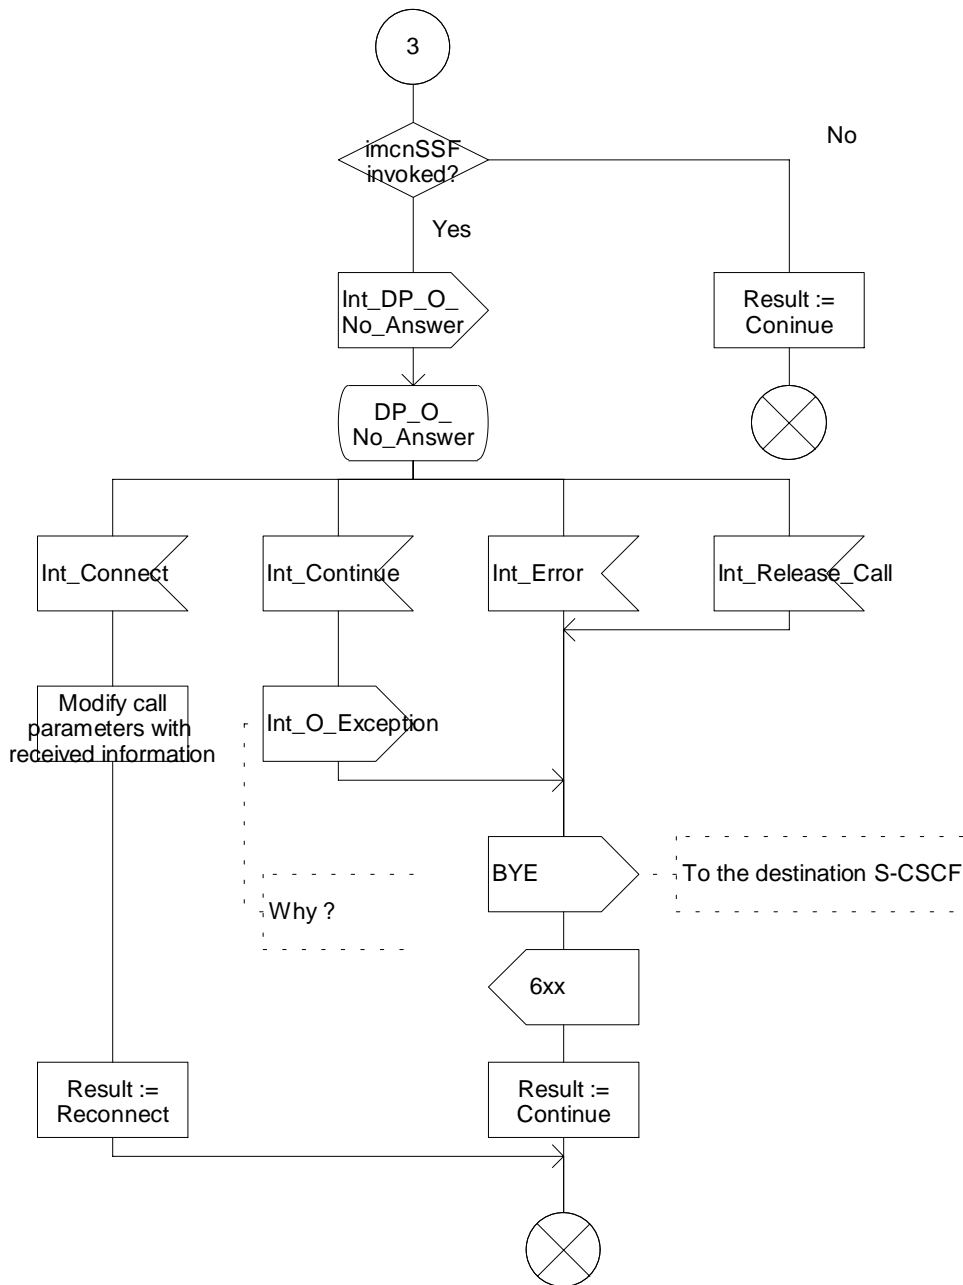 3
imcnSSF
invoked?
No
Yes
Int_DP_O_
No_Answer
Result :=
Coninue
DP_O_
No_Answer
Int_Connect
Int_Continue
Int_Error
Int_Release_Call
Modify call
parameters with
received information
Int_O_Exception
BYE
To the destination S-CSCF
Why ?
6xx
Result :=
Reconnect
Result :=
Continue